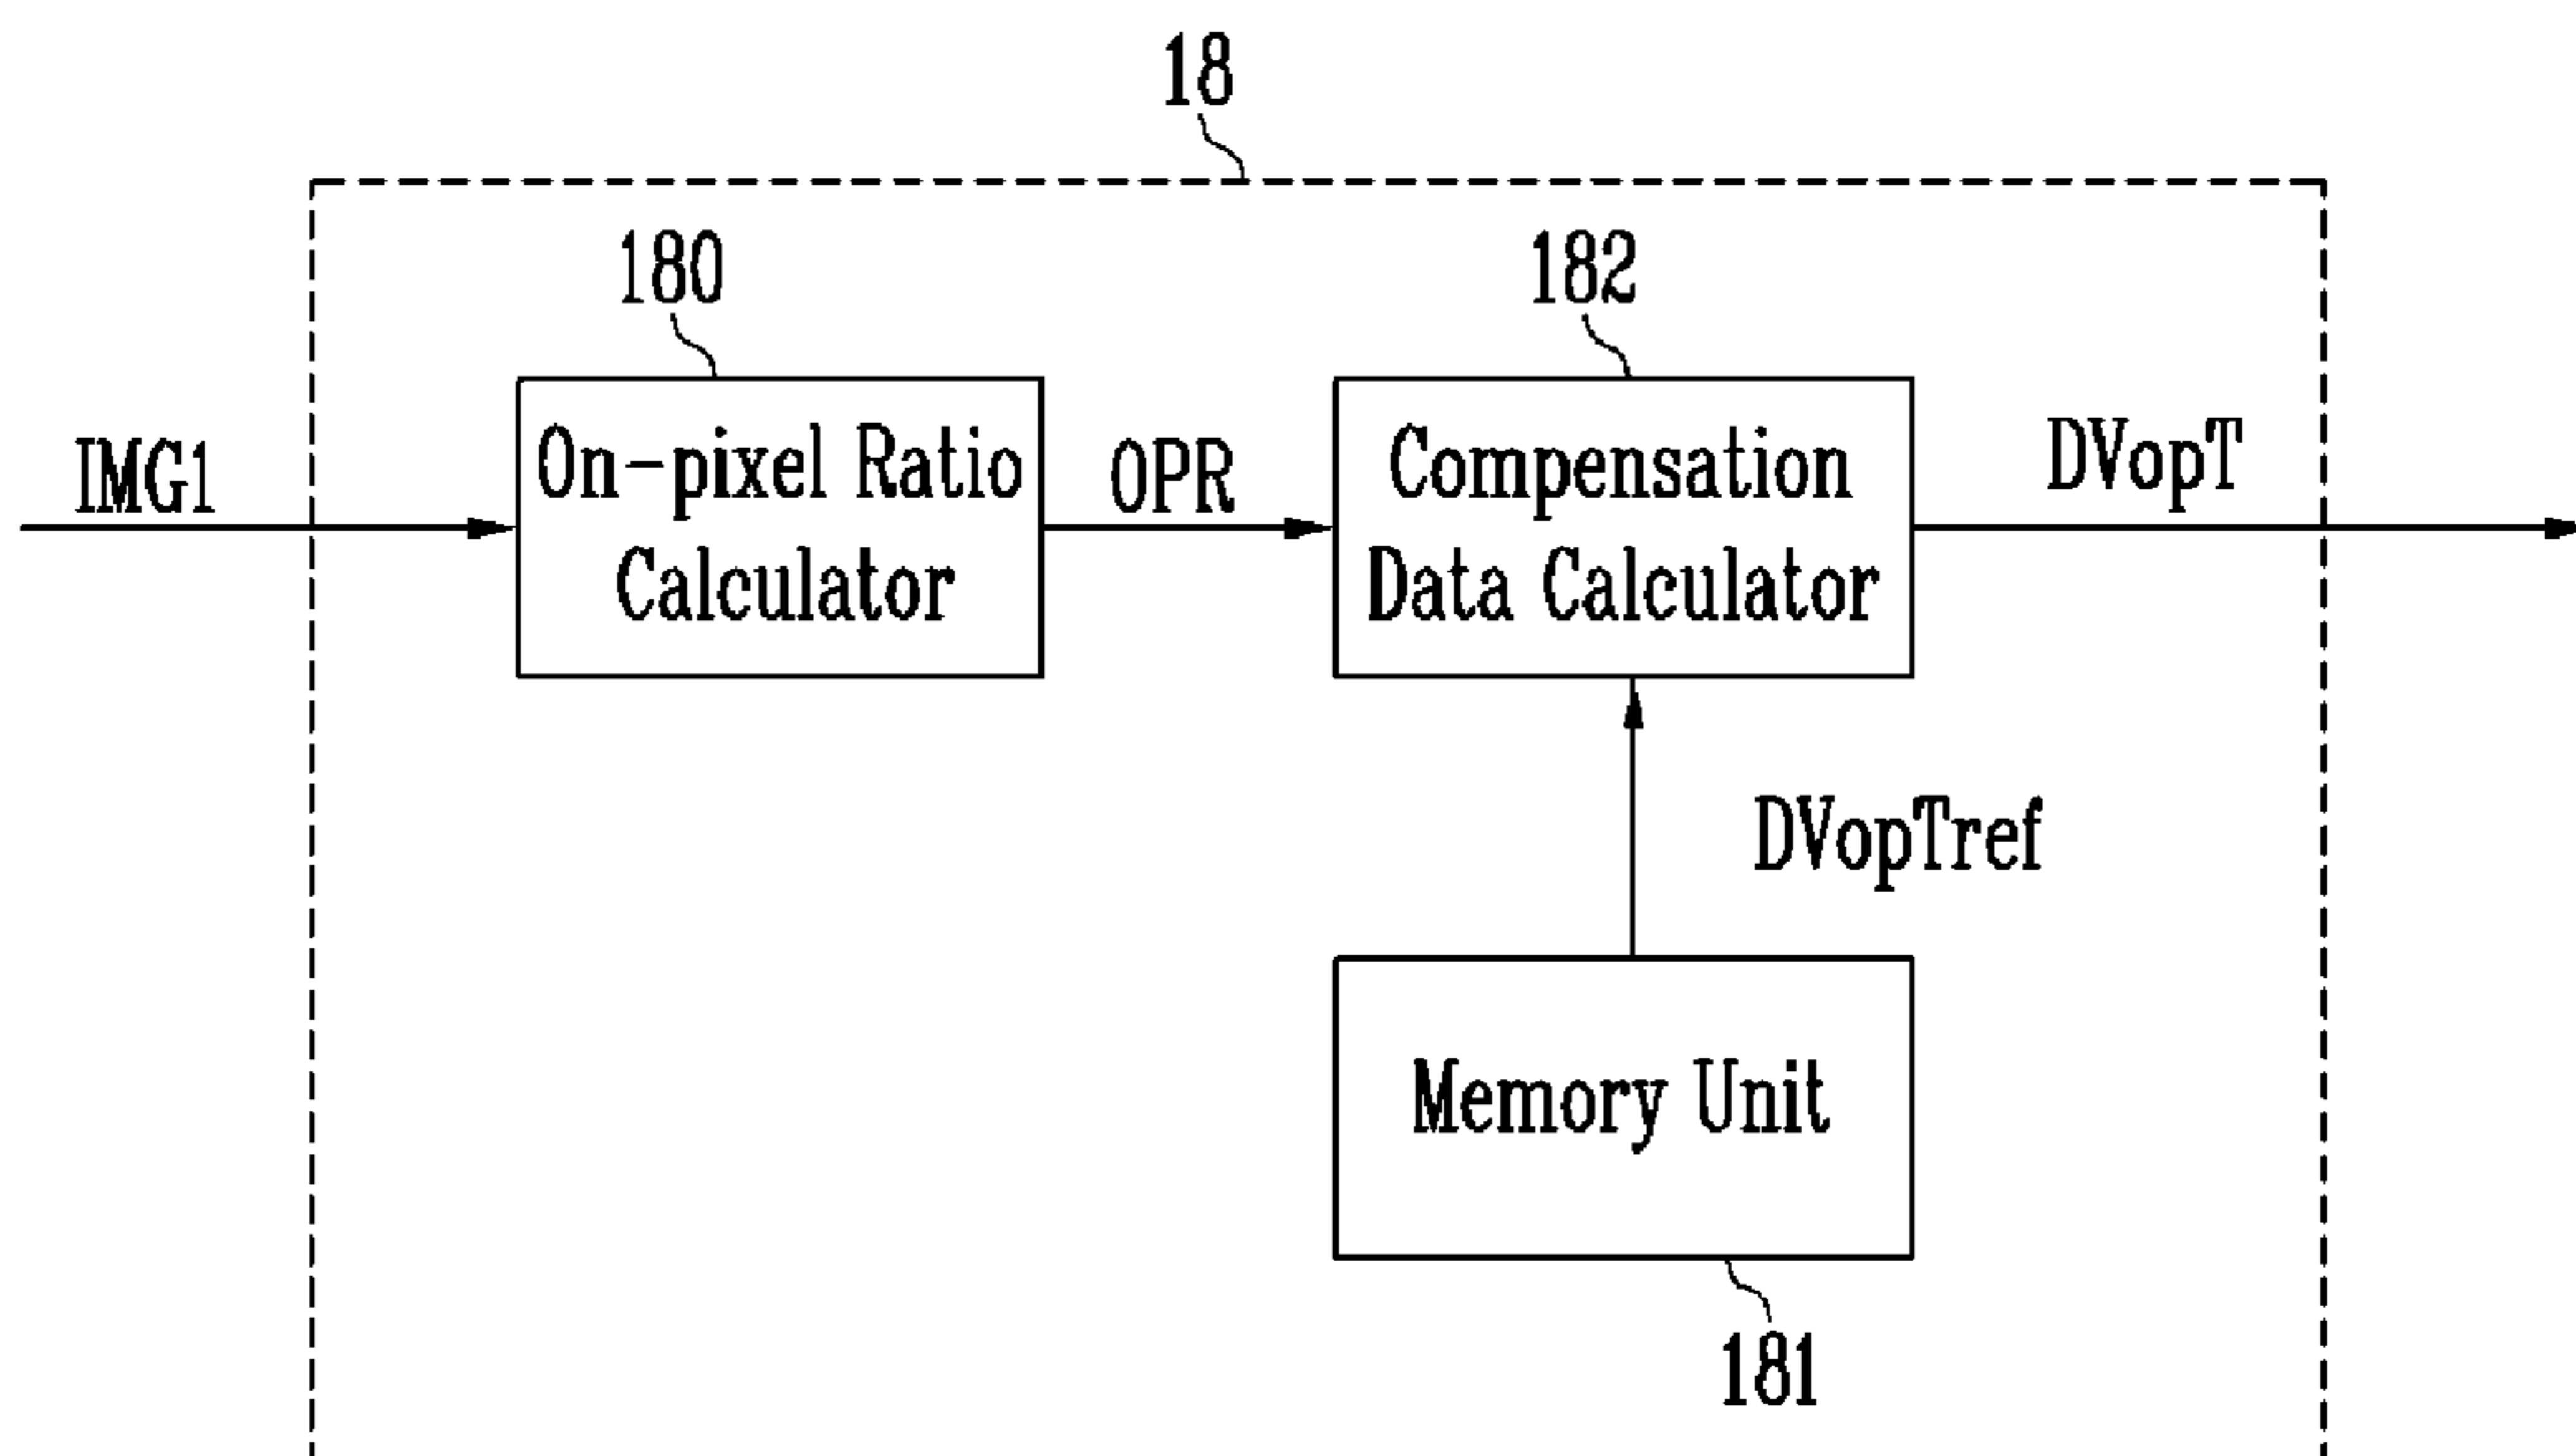 18
180
182
IMG1
On-pixel Ratio
Calculator
OPR
Compensation
Data Calculator
DVopT
DVopTref
Memory Unit
181